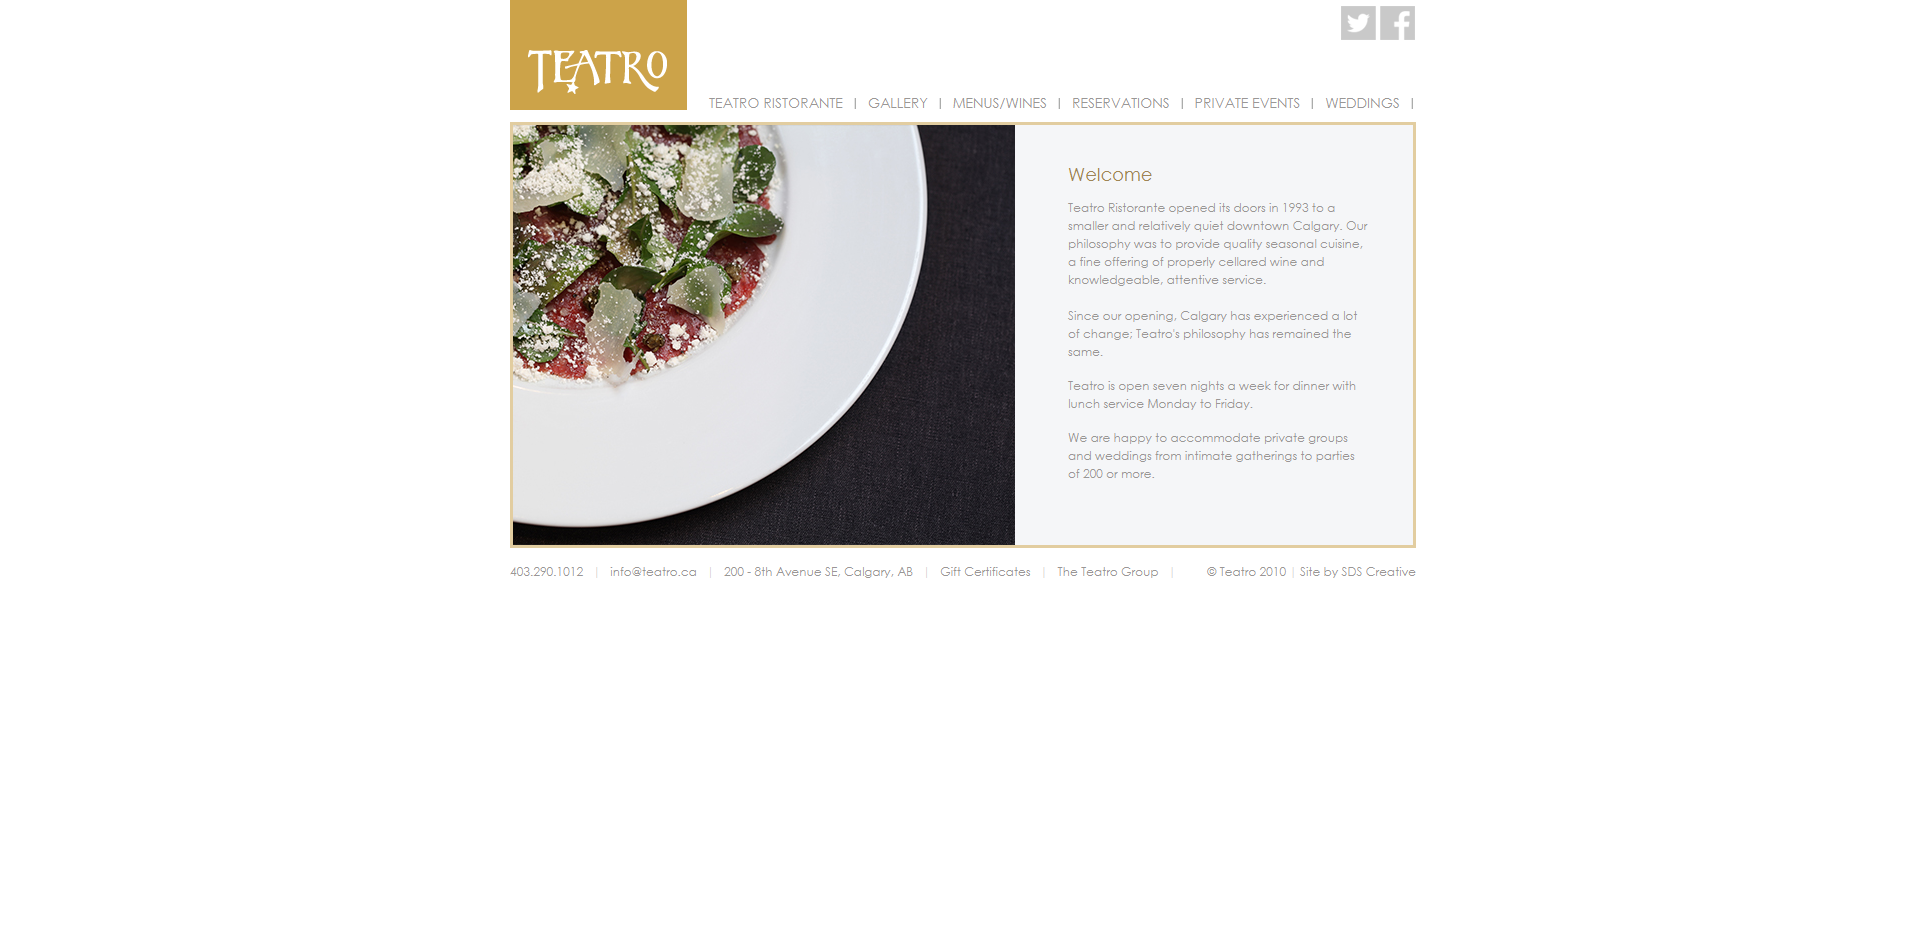 TEATRO
TEATRO RISTORANTE | GALLERY | MENUS/WINES | RESERVATIONS | PRIVATE EVENTS | WEDDINGS |
Welcome
Teatro Ristorante opened its doors in 1993 to a
smaller and relatively quiet downtown Calgary. Our
philosophy was to provide quality seasonal cuisine,
a fine offering of properly cellared wine and
knowledgeable, attentive service.
Since our opening, Calgary has experienced a lot
of change; Teatro's philosophy has remained the
same.
Teatro is open seven nights a week for dinner with
lunch service Monday to Friday.
We are happy to accommodate private groups
and weddings from intimate gatherings to parties
of 200 or more.
403.290.1012 | info@teatro.ca | 200 - 8th Avenue SE, Calgary, AB | Gift Certificates | The Teatro Group | © Teatro 2010 | Site by SDS Creative